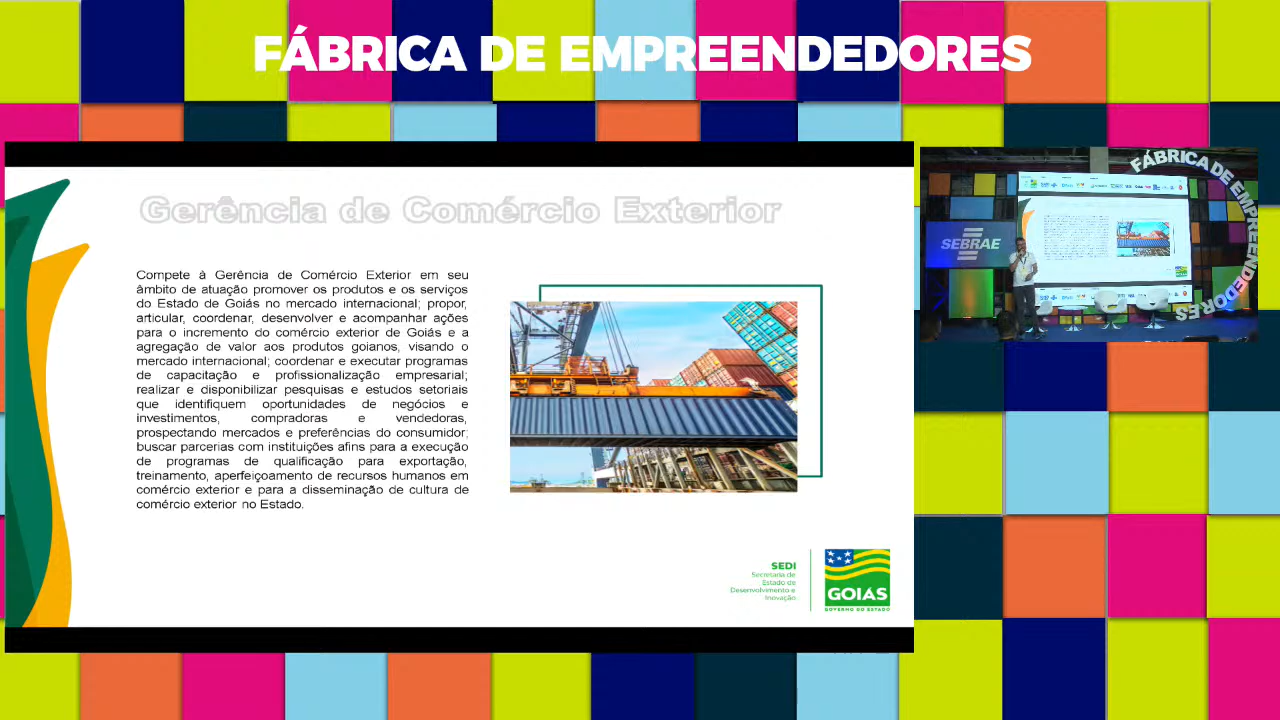 FÁBRICA DE EMPREENDEDORES
Gerência de Comércio Exterior
Compete à Gerência de Comércio Exterior em seu
âmbito de atuação promover os produtos e os serviços
do Estado de Goiás no mercado internacional; propor,
articular, coordenar, desenvolver e acompanhar ações
para o incremento do comércio exterior de Goiás e a
agregação de valor aos produtos goianos, visando o
mercado internacional; coordenar e executar programas
de capacitação e profissionalização empresarial;
realizar e disponibilizar pesquisas e estudos setoriais
que identifiquem oportunidades de negócios e
investimentos, compradoras e vendedoras,
prospectando mercados e preferências do consumidor;
buscar parcerias com instituições afins para a execução
de programas de qualificação para exportação,
treinamento, aperfeiçoamento de recursos humanos em
comércio exterior e para a disseminação de cultura de
comércio exterior no Estado.
SEDI
Secretaria de
Estado de
Desenvolvimento e
Inovação
GOIÁS
GOVERNO DO ESTADO
FÁBRICA DE EMPREENDEDORES
SEBRAE